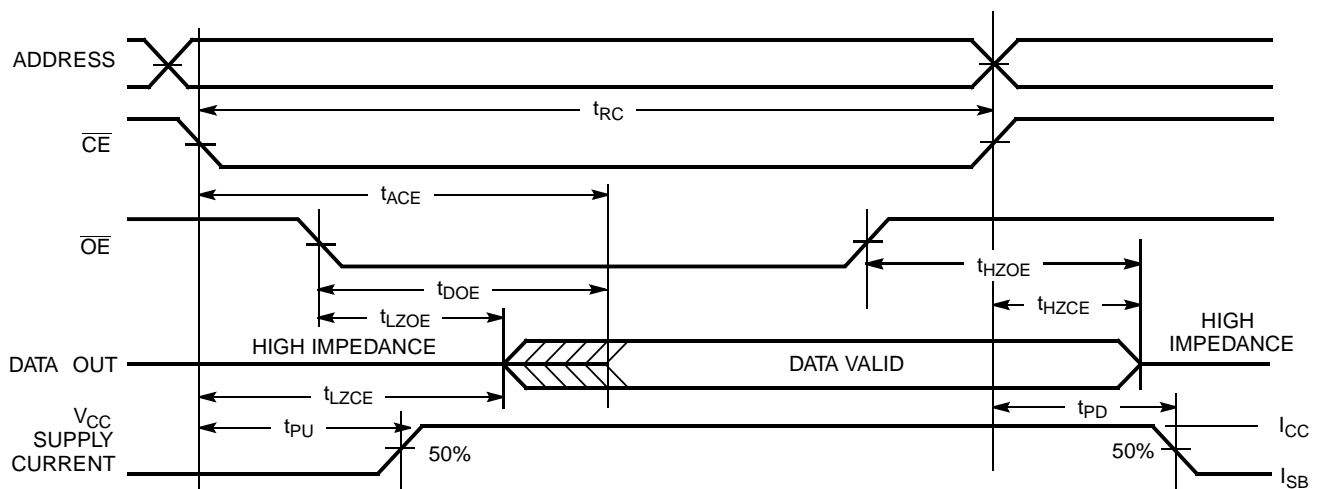 ADDRESS
tRC
CE
tACE
OE
tHZOE
tDOE
tLZOE
tHZCE
HIGH
IMPEDANCE
HIGH IMPEDANCE
DATA OUT
DATA VALID
tLZCE
VCC
SUPPLY
CURRENT
tPU
50%
tPD
50%
ICC
ISB